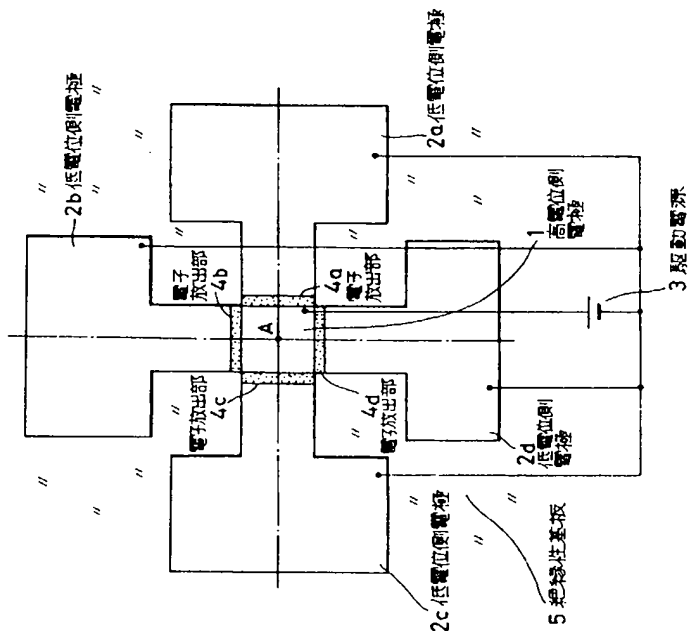 2b 低電位側電極
2a 低電位側電極
電子
放出部
4b
4a
電子
放出部
1
高電位側
電極
A
3 駆動電源
電子放出部
4c
4d
電子放出部
2d
低電位側
電極
2c 低電位側電極
5 絶縁性基板